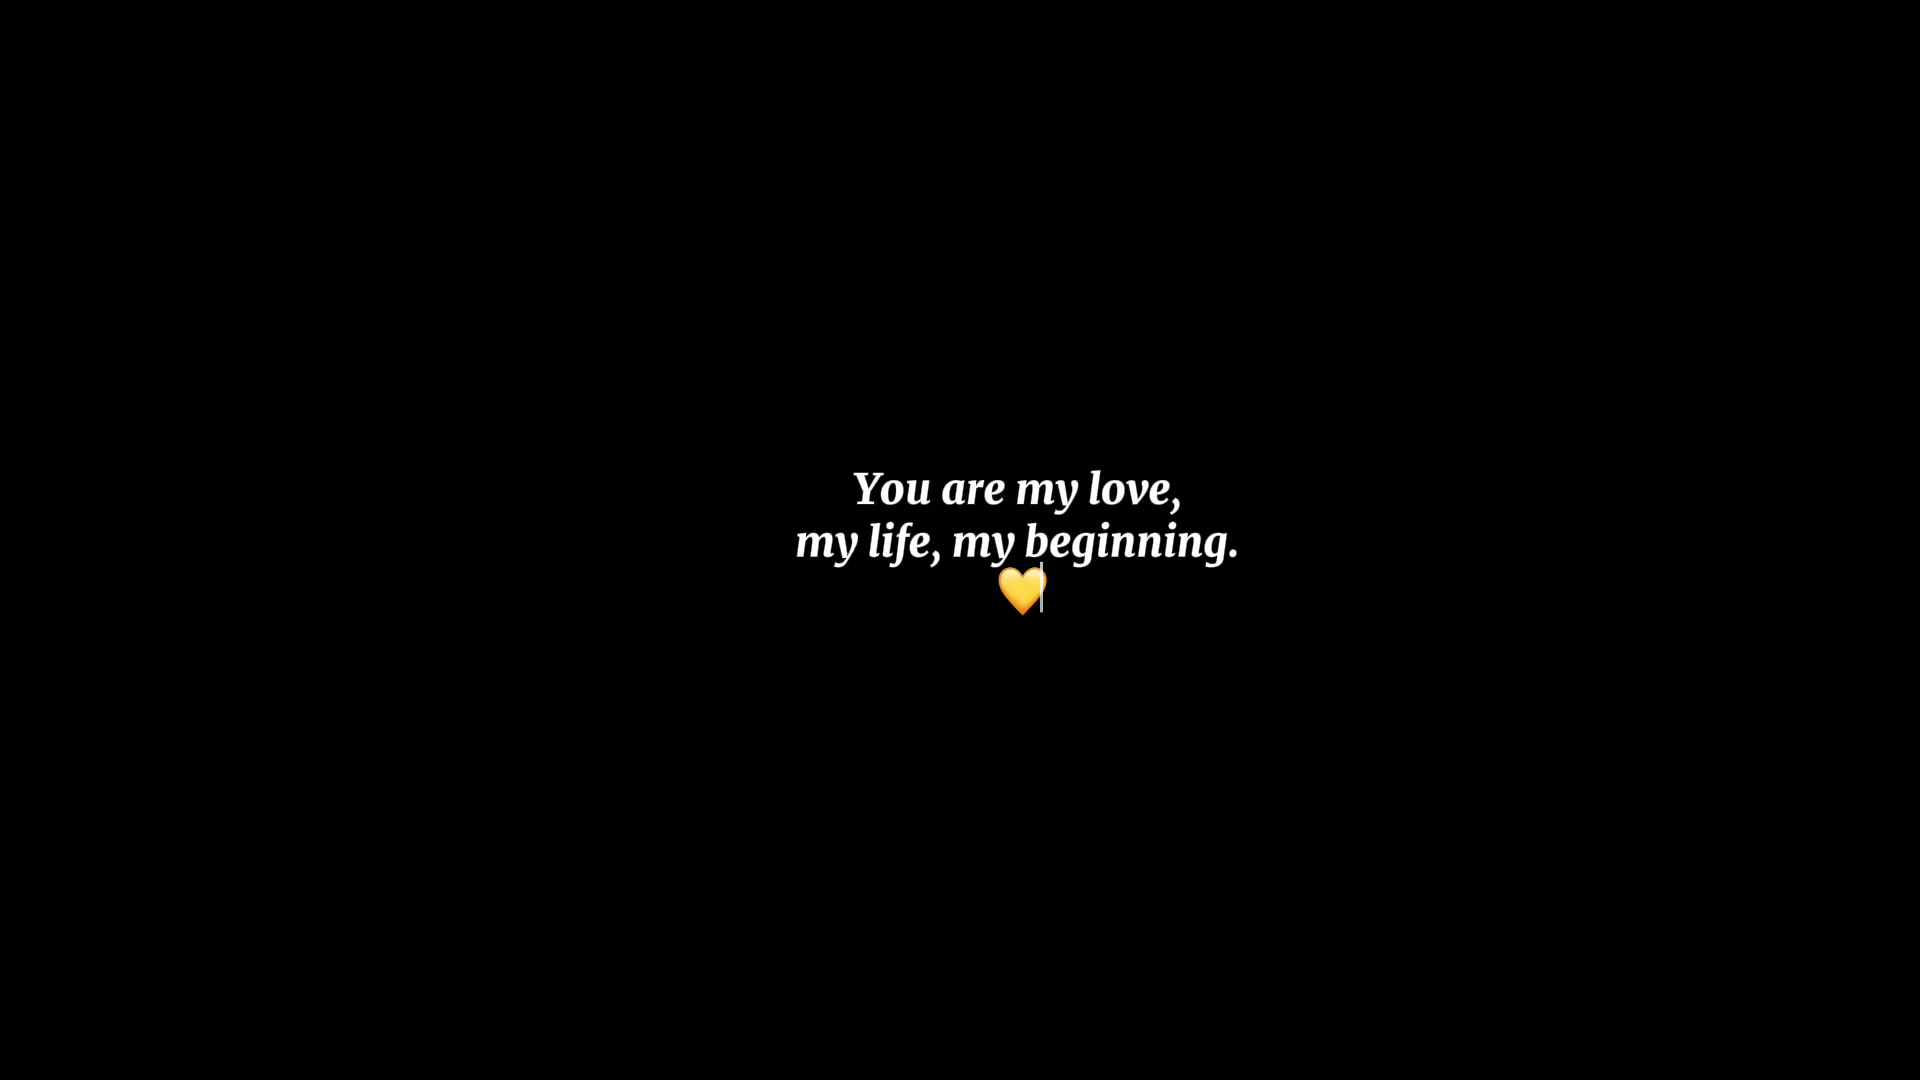 You are my love,
my life, my beginning.
💛